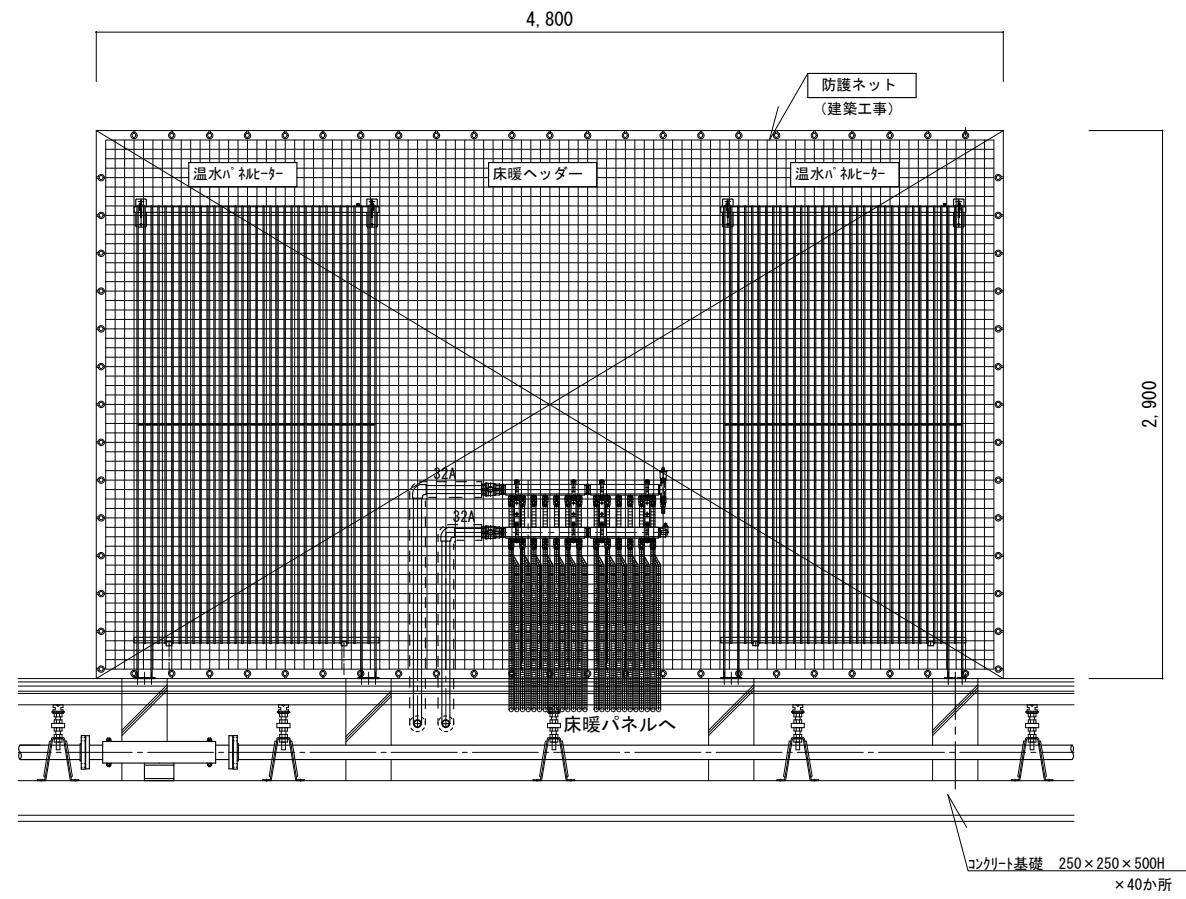 4,800
防護ネット
（建築工事）
温水ﾊﾟﾈﾙﾋｰﾀｰ
床暖ヘッダー
温水ﾊﾟﾈﾙﾋｰﾀｰ
2,900
32A
32A
床暖パネルへ
ｺﾝｸﾘｰﾄ基礎　250×250×500H
×40か所